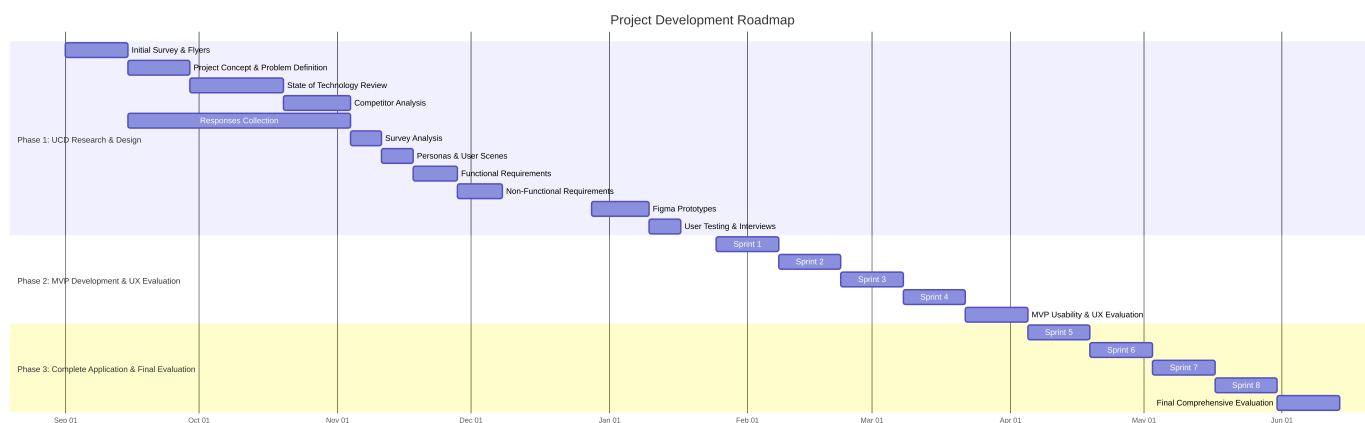 Project Development Roadmap
Initial Survey & Flyers
Project Concept & Problem Definition
State of Technology Review
Competitor Analysis
Responses Collection
Phase 1: UCD Research & Design
Survey Analysis
Personas & User Scenes
Functional Requirements
Non-Functional Requirements
Figma Prototypes
User Testing & Interviews
Sprint 1
Sprint 2
Phase 2: MVP Development & UX Evaluation
Sprint 3
Sprint 4
MVP Usability & UX Evaluation
Sprint 5
Sprint 6
Phase 3: Complete Application & Final Evaluation
Sprint 7
Sprint 8
Final Comprehensive Evaluation
Sep 01
Oct 01
Nov 01
Dec 01
Jan 01
Feb 01
Mar 01
Apr 01
May 01
Jun 01